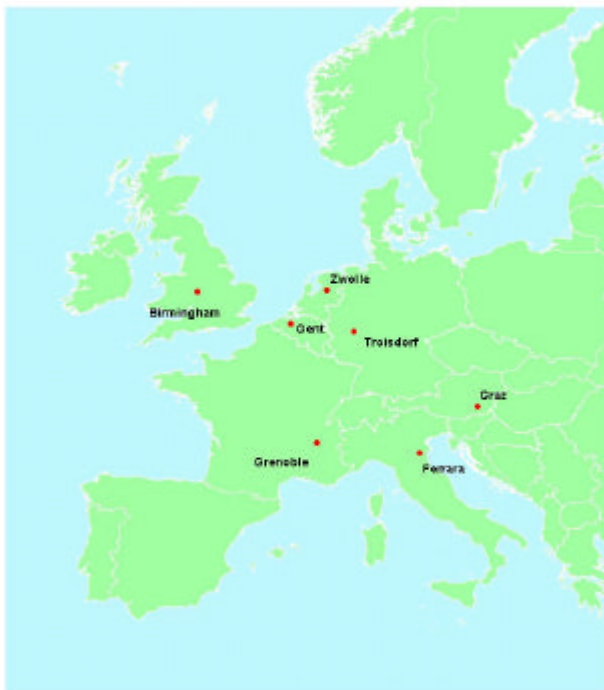 Zwolle
Birmingham
Gent
Troisdorf
Graz
Grenoble
Ferrara